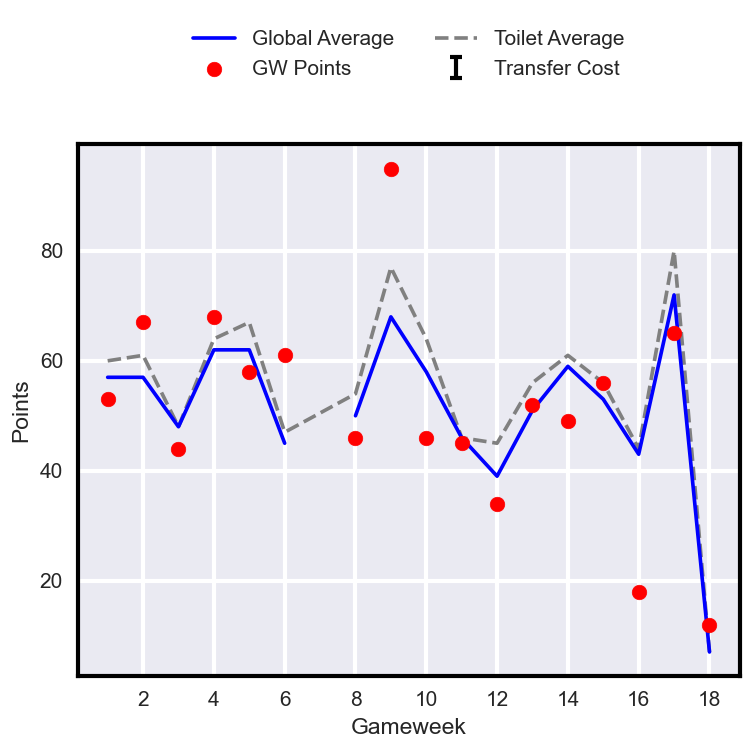 Global Average
Toilet Average
GW Points
Transfer Cost
80
60
40
20
Points
2 4 6 8 10 12 14 16 18
Gameweek